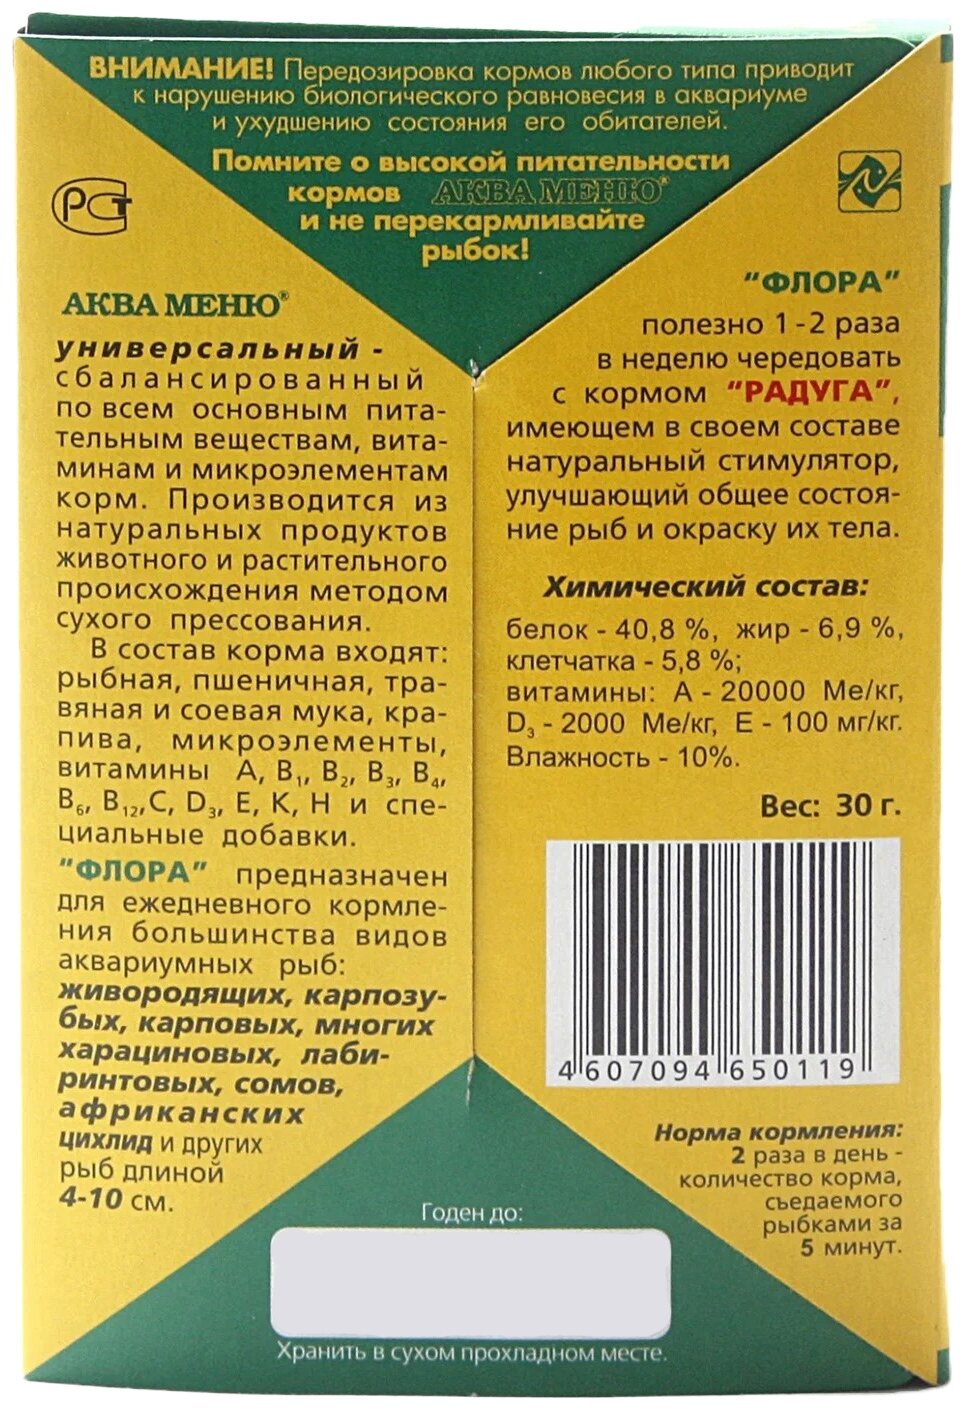 ВНИМАНИЕ! Передозировка кормов любого типа приводит
к нарушению биологического равновесия в аквариуме
и ухудшению состояния его обитателей.
Помните о высокой питательности
кормов АКВА МЕНЮ®
и не перекармливайте
рыбок!
РСТ
АКВА МЕНЮ®
универсальный -
сбалансированный
по всем основным пита-
тельным веществам, вита-
минам и микроэлементам
корм. Производится из
натуральных продуктов
животного и растительного
происхождения методом
сухого прессования.
В состав корма входят:
рыбная, пшеничная, тра-
вяная и соевая мука, кра-
пива, микроэлементы,
витамины А, В1, В2, В3, В4,
В6, В12,С, D3, Е, К, Н и спе-
циальные добавки.
"ФЛОРА" предназначен
для ежедневного кормле-
ния большинства видов
аквариумных рыб:
живородящих, карпозу-
бых, карповых, многих
харациновых, лаби-
ринтовых, сомов,
африканских
цихлид и других
рыб длиной
4-10 см.
"ФЛОРА"
полезно 1-2 раза
в неделю чередовать
с кормом "РАДУГА",
имеющем в своем составе
натуральный стимулятор,
улучшающий общее состоя-
ние рыб и окраску их тела.
Химический состав:
белок - 40,8 %, жир - 6,9 %,
клетчатка - 5,8 %;
витамины: А - 20000 Ме/кг,
D3 - 2000 Ме/кг, Е - 100 мг/кг.
Влажность - 10%.
Вес: 30 г.
4 607094 650119
Норма кормления:
2 раза в день -
количество корма,
съедаемого
рыбками за
5 минут.
Годен до:
Хранить в сухом прохладном месте.